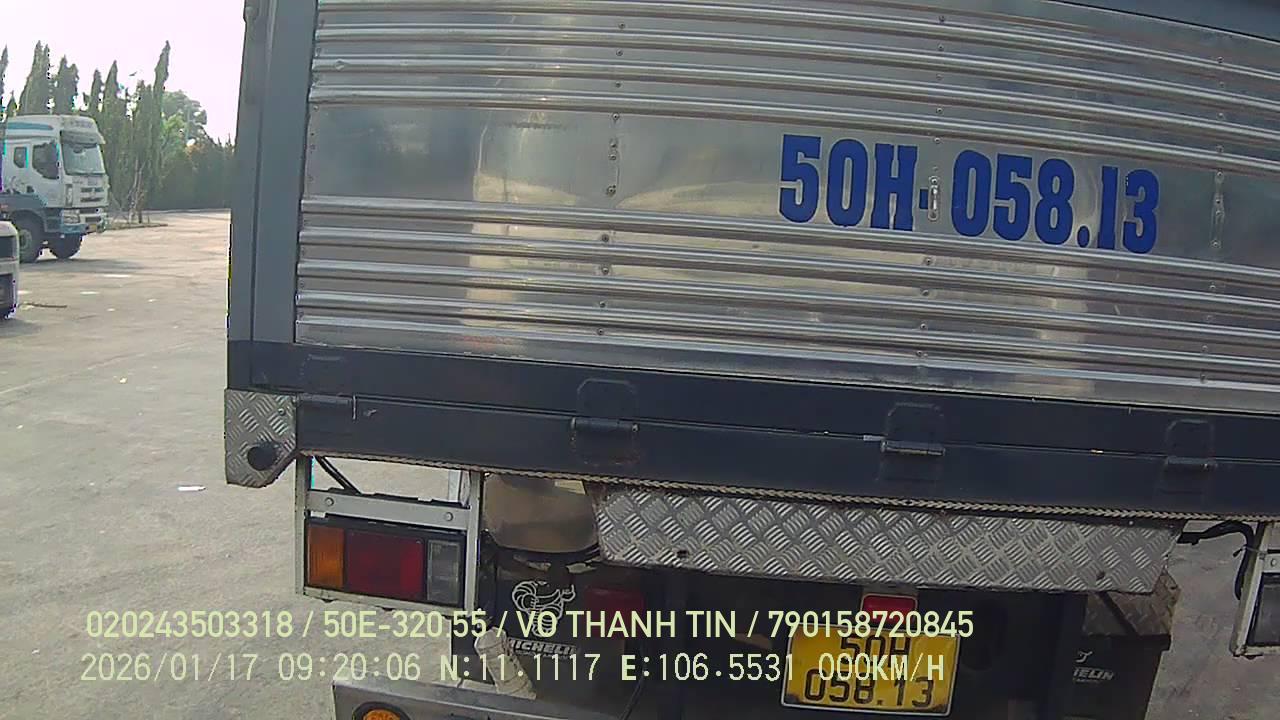 50H-058.13
020243503318 / 50E-320.55 / VO THANH TIN / 790158720845
2026/01/17 09:20:06 N:11.1117 E:106.5531 000KM/H
50H
058.13
MICHELIN
HELIN